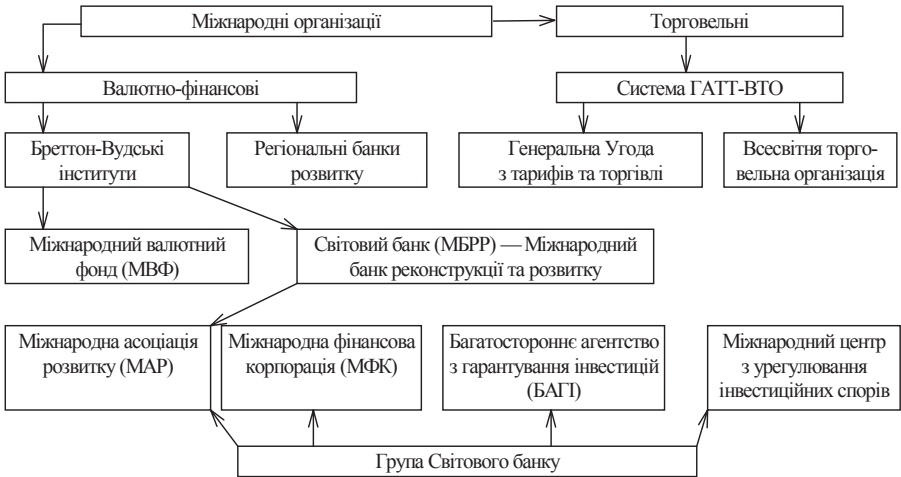 Міжнародні організації
Торговельні
Валютно-фінансові
Система ГАТТ-ВТО
Бреттон-Вудські
інститути
Регіональні банки
розвитку
Генеральна Угода
з тарифів та торгівлі
Всесвітня торго-
вельна організація
Міжнародний валютний
фонд (МВФ)
Світовий банк (МБРР) — Міжнародний
банк реконструкції та розвитку
Міжнародна асоціація
розвитку (МАР)
Міжнародна фінансова
корпорація (МФК)
Багатостороннє агентство
з гарантування інвестицій
(БАГІ)
Міжнародний центр
з урегулювання
інвестиційних спорів
Група Світового банку